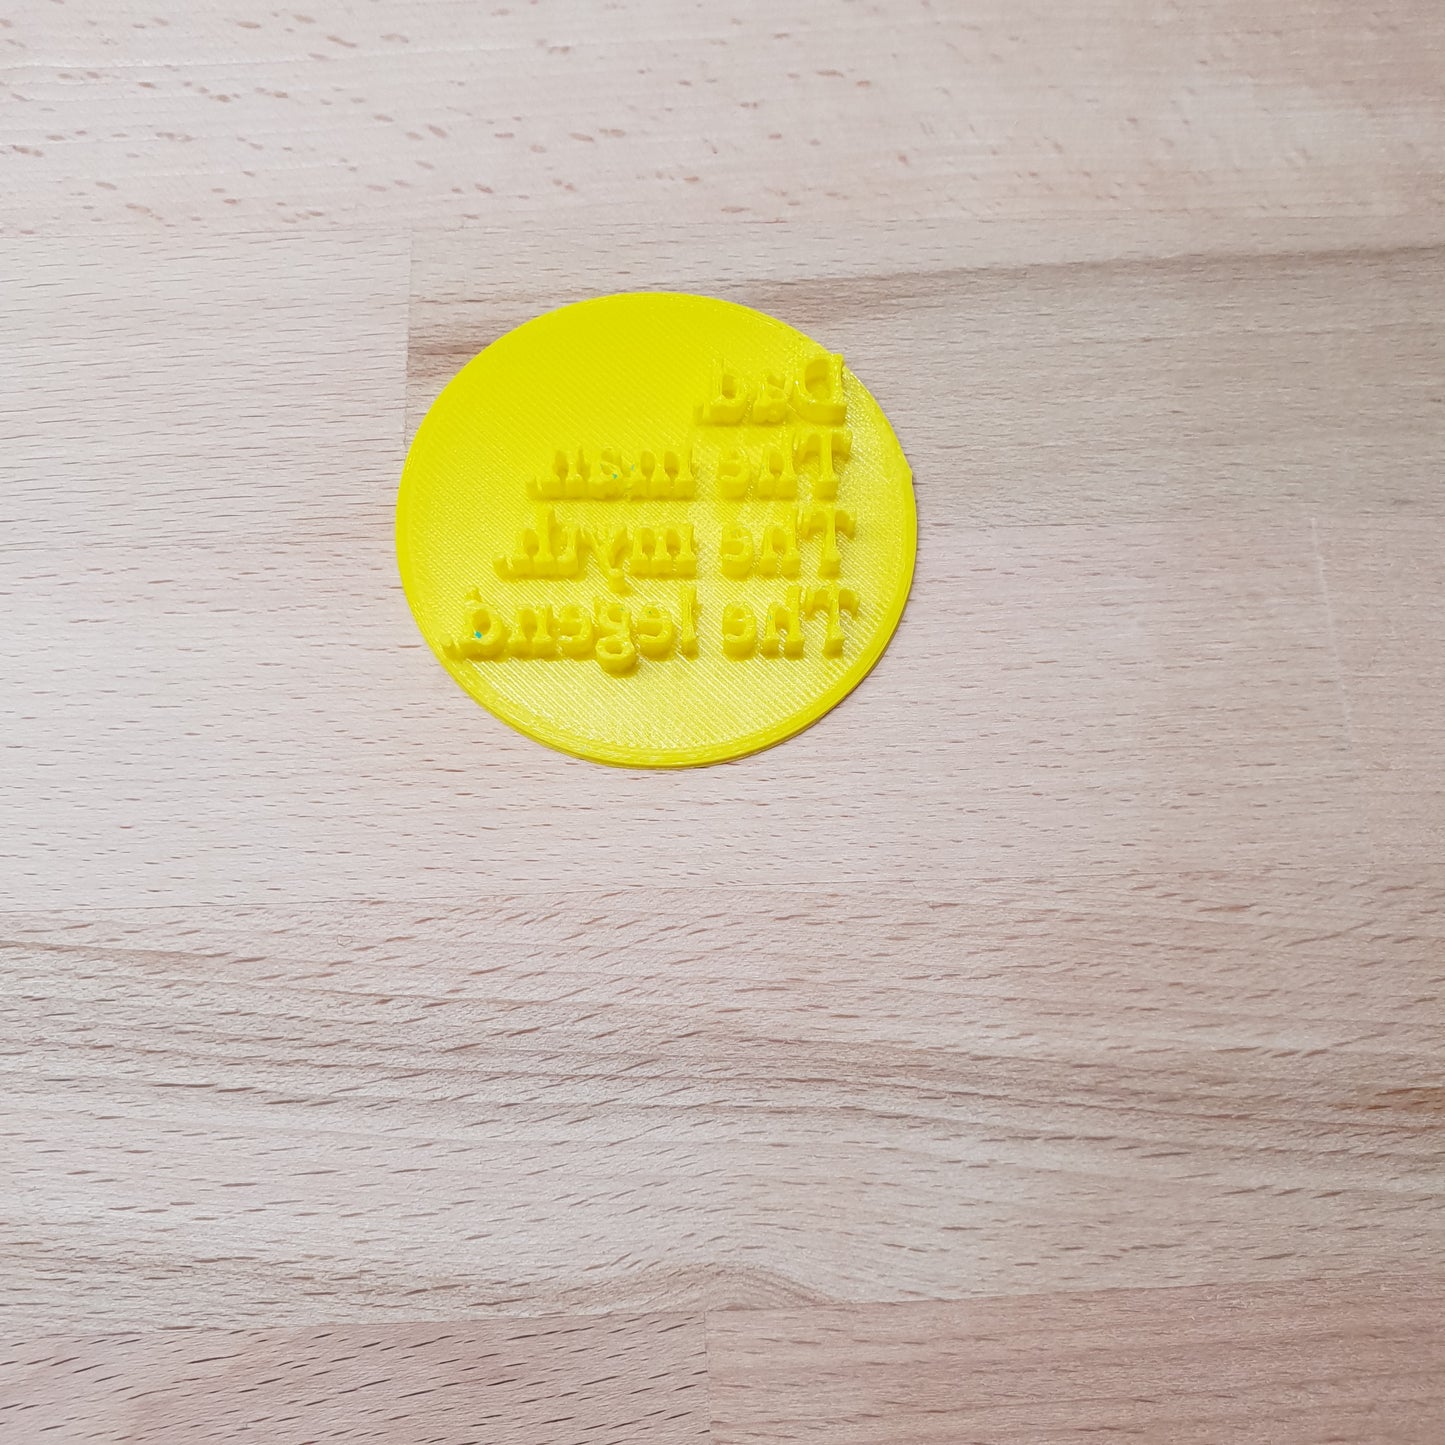 Dad,
The man,
The myth,
The legend,